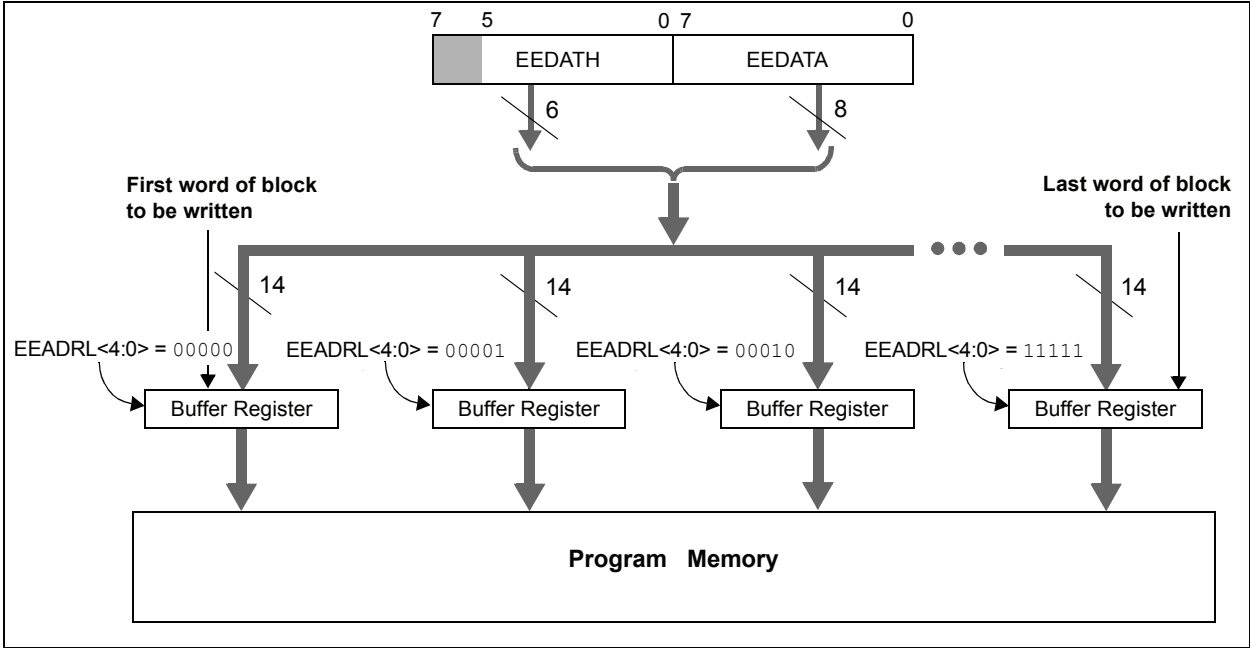 7 5 0 7 0
EEDATH EEDATA
6 8
First word of block
to be written
Last word of block
to be written
14 14 14 14
EEADRL<4:0> = 00000 EEADRL<4:0> = 00001 EEADRL<4:0> = 00010 EEADRL<4:0> = 11111
Buffer Register Buffer Register Buffer Register Buffer Register
Program Memory